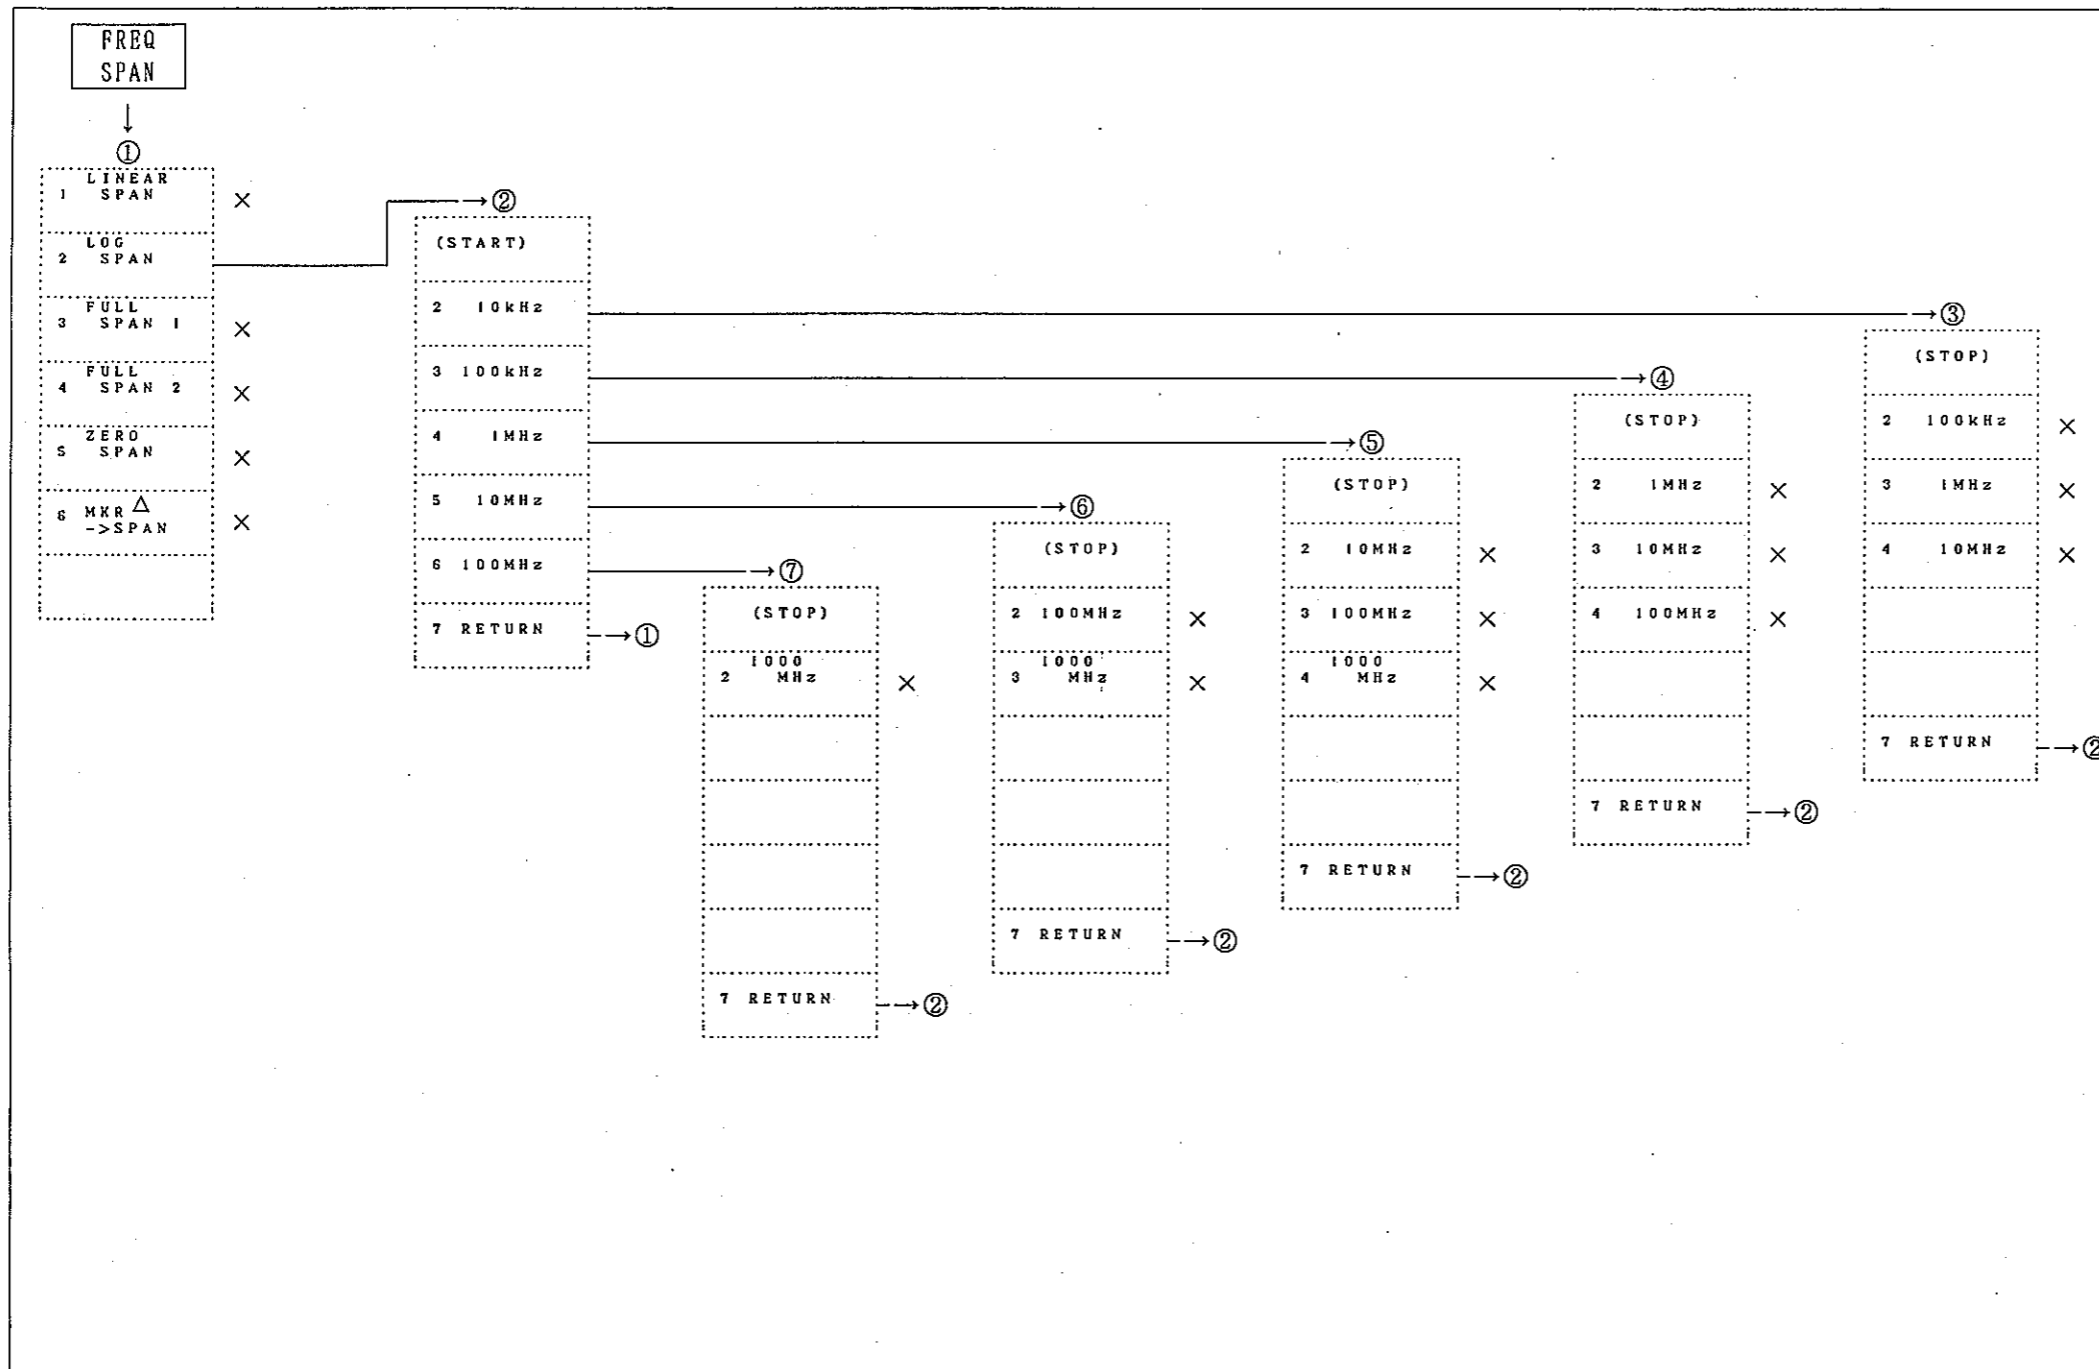 FREQ
SPAN
↓
①
1 LINEAR
SPAN ×
2 LOG
SPAN
3 FULL
SPAN 1 ×
4 FULL
SPAN 2 ×
5 ZERO
SPAN ×
6 MKR △
->SPAN ×
→②
(START)
2 10kHz
3 100kHz
4 1MHz
5 10MHz
6 100MHz
7 RETURN →①
→⑦
(STOP)
2 1000
MHz ×
7 RETURN →②
→⑥
(STOP)
2 100MHz ×
3 1000
MHz ×
7 RETURN →②
→⑤
(STOP)
2 10MHz ×
3 100MHz ×
4 1000
MHz ×
7 RETURN →②
→④
(STOP)
2 1MHz ×
3 10MHz ×
4 100MHz ×
7 RETURN →②
→③
(STOP)
2 100kHz ×
3 1MHz ×
4 10MHz ×
7 RETURN →②